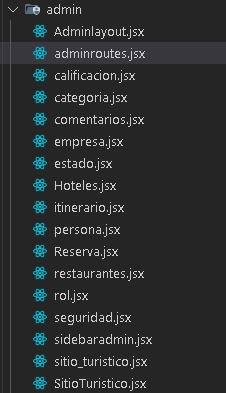 admin
Adminlayout.jsx
adminroutes.jsx
calificacion.jsx
categoria.jsx
comentarios.jsx
empresa.jsx
estado.jsx
Hoteles.jsx
itinerario.jsx
persona.jsx
Reserva.jsx
restaurantes.jsx
rol.jsx
seguridad.jsx
sidebaradmin.jsx
sitio_turistico.jsx
SitioTuristico.jsx